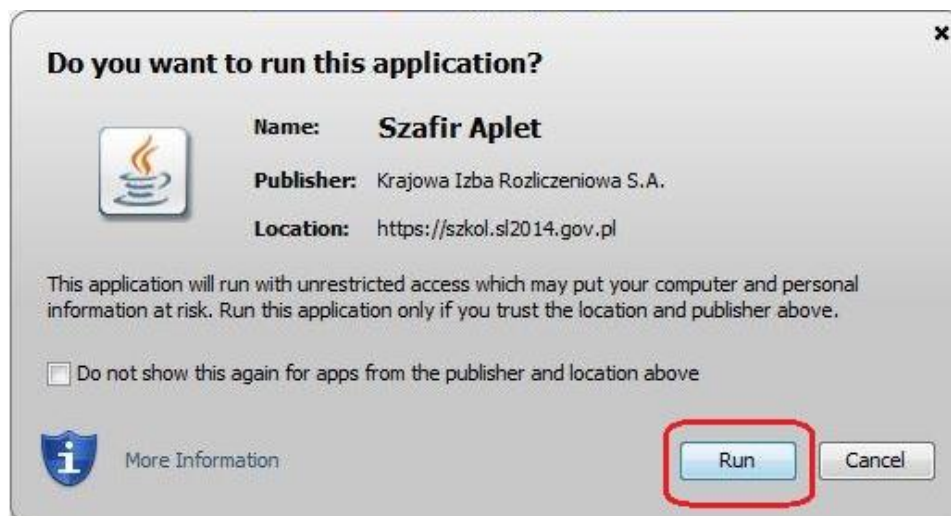 Do you want to run this application?
Name: Szafir Aplet
Publisher: Krajowa Izba Rozliczeniowa S.A.
Location: https://szkol.sl2014.gov.pl
This application will run with unrestricted access which may put your computer and personal
information at risk. Run this application only if you trust the location and publisher above.
Do not show this again for apps from the publisher and location above
More Information
Run
Cancel